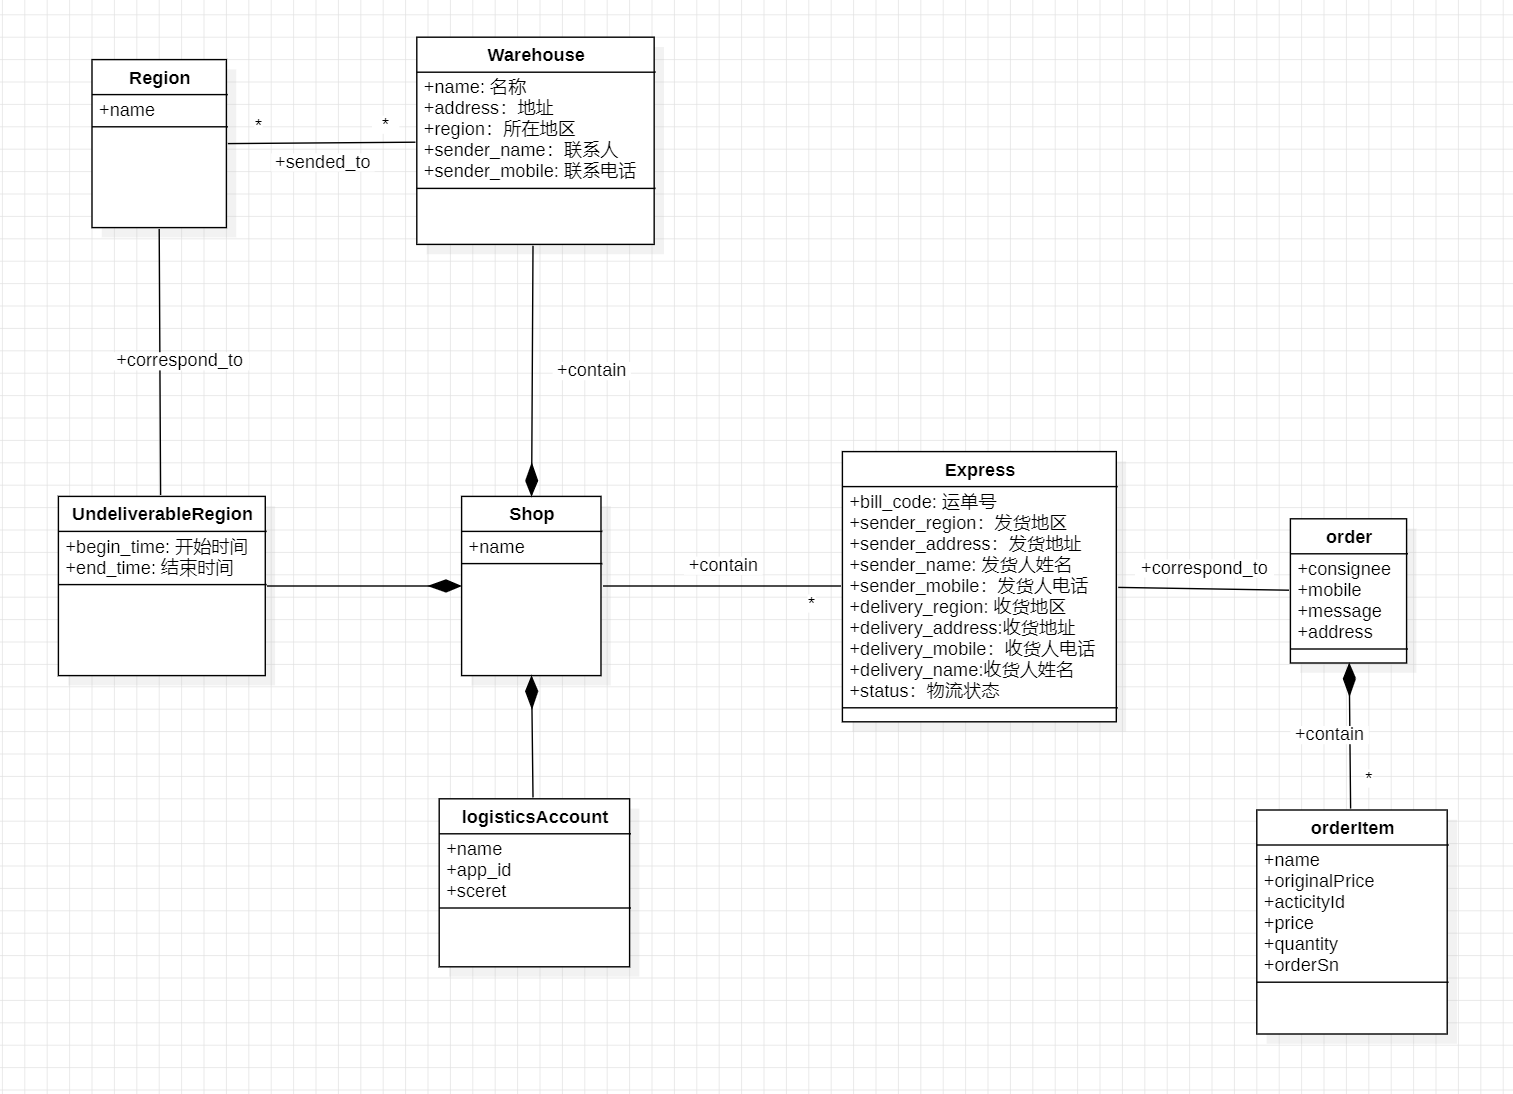 Region
+name
*
*
+sended_to
Warehouse
+name: 名称
+address：地址
+region：所在地区
+sender_name：联系人
+sender_mobile: 联系电话
+correspond_to
+contain
UndeliverableRegion
+begin_time: 开始时间
+end_time: 结束时间
Shop
+name
+contain
*
Express
+bill_code: 运单号
+sender_region：发货地区
+sender_address：发货地址
+sender_name: 发货人姓名
+sender_mobile：发货人电话
+delivery_region: 收货地区
+delivery_address:收货地址
+delivery_mobile：收货人电话
+delivery_name:收货人姓名
+status：物流状态
+correspond_to
order
+consignee
+mobile
+message
+address
+contain
*
logisticsAccount
+name
+app_id
+sceret
orderItem
+name
+originalPrice
+acticityId
+price
+quantity
+orderSn